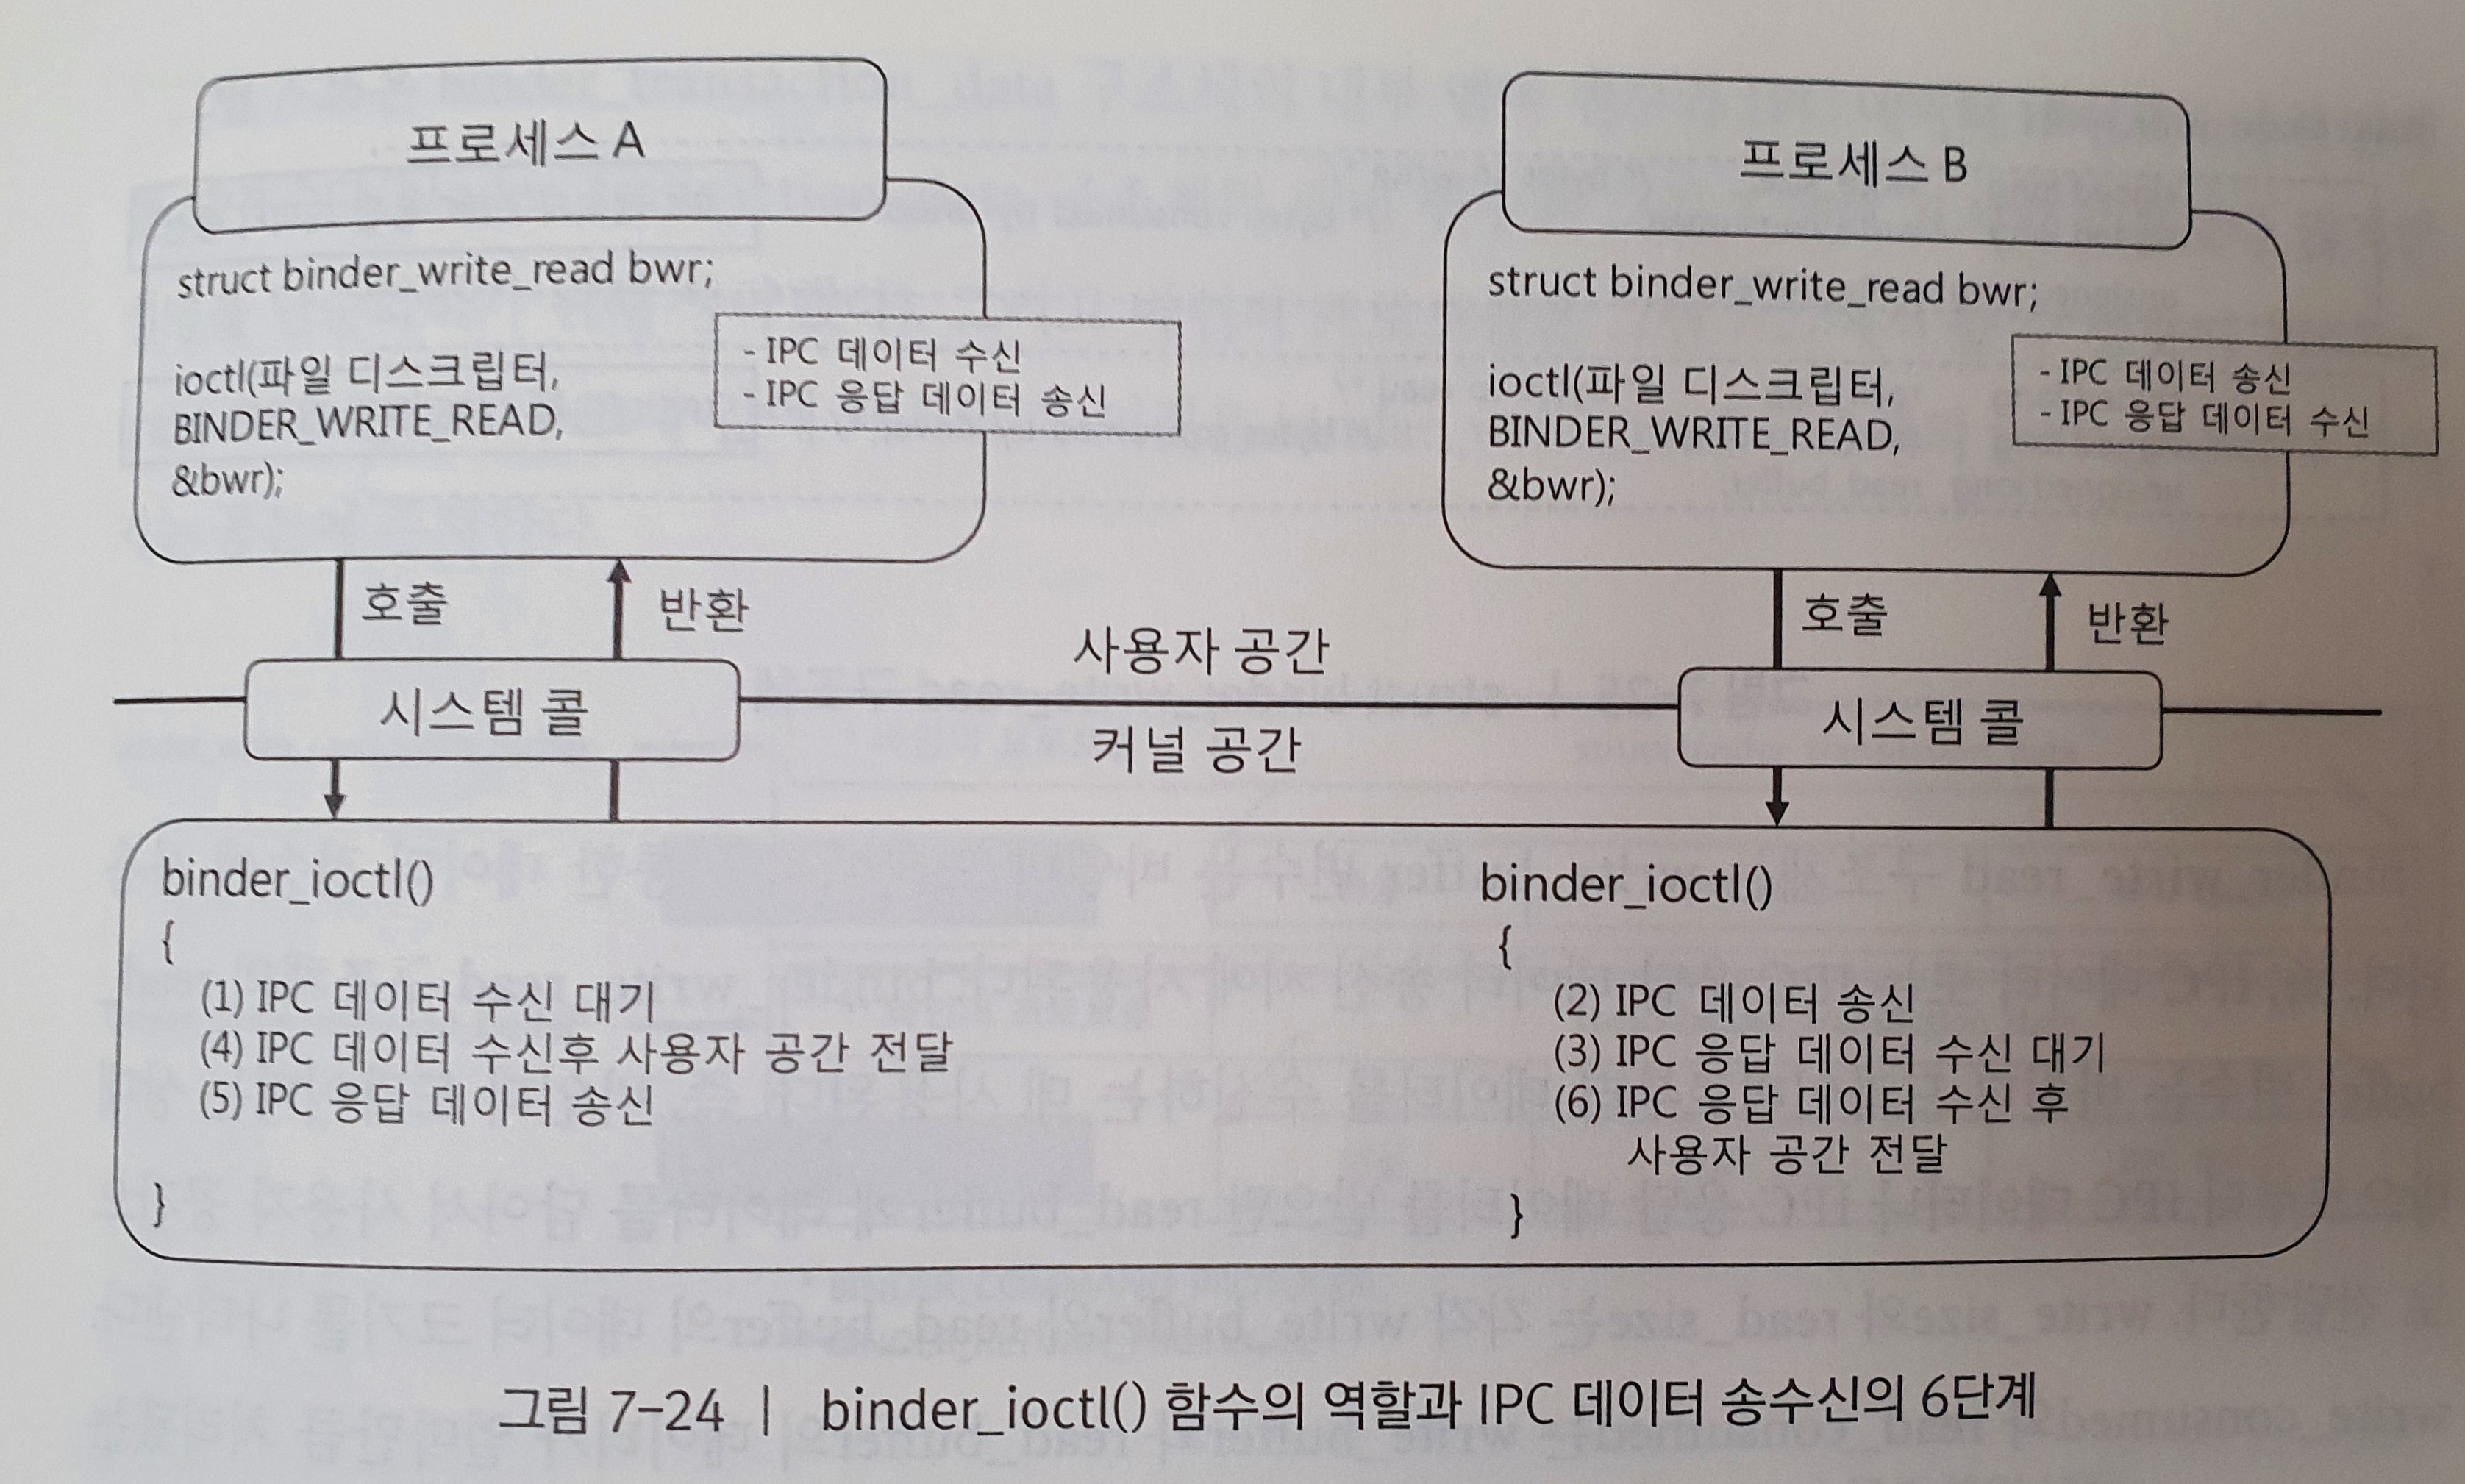 프로세스 A
struct binder_write_read bwr;
ioctl(파일 디스크립터,
BINDER_WRITE_READ,
&bwr);
- IPC 데이터 수신
- IPC 응답 데이터 송신
프로세스 B
struct binder_write_read bwr;
ioctl(파일 디스크립터,
BINDER_WRITE_READ,
&bwr);
- IPC 데이터 송신
- IPC 응답 데이터 수신
호출
반환
호출
반환
사용자 공간
시스템 콜
시스템 콜
커널 공간
binder_ioctl()
{
(1) IPC 데이터 수신 대기
(4) IPC 데이터 수신후 사용자 공간 전달
(5) IPC 응답 데이터 송신
}
binder_ioctl()
{
(2) IPC 데이터 송신
(3) IPC 응답 데이터 수신 대기
(6) IPC 응답 데이터 수신 후
사용자 공간 전달
}
그림 7-24 | binder_ioctl() 함수의 역할과 IPC 데이터 송수신의 6단계